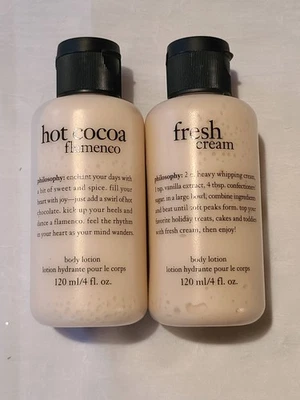 hot cocoa
flamenco
philosophy: enchant your days with
a bit of sweet and spice. fill your
heart with joy—just add a swirl of hot
chocolate. kick up your heels and
dance a flamenco. feel the rhythm
in your heart as your mind wanders.
body lotion
lotion hydratante pour le corps
120 ml/4 fl. oz.
fresh
cream
philosophy: 2 c. heavy whipping cream,
1 tsp. vanilla extract, 4 tbsp. confectioners'
sugar. in a large bowl, combine ingredients
and beat until soft peaks form. top your
favorite holiday treats, cakes and
with fresh cream, then enjoy!
body lotion
lotion hydratante pour le corps
120 ml/4 fl. oz.